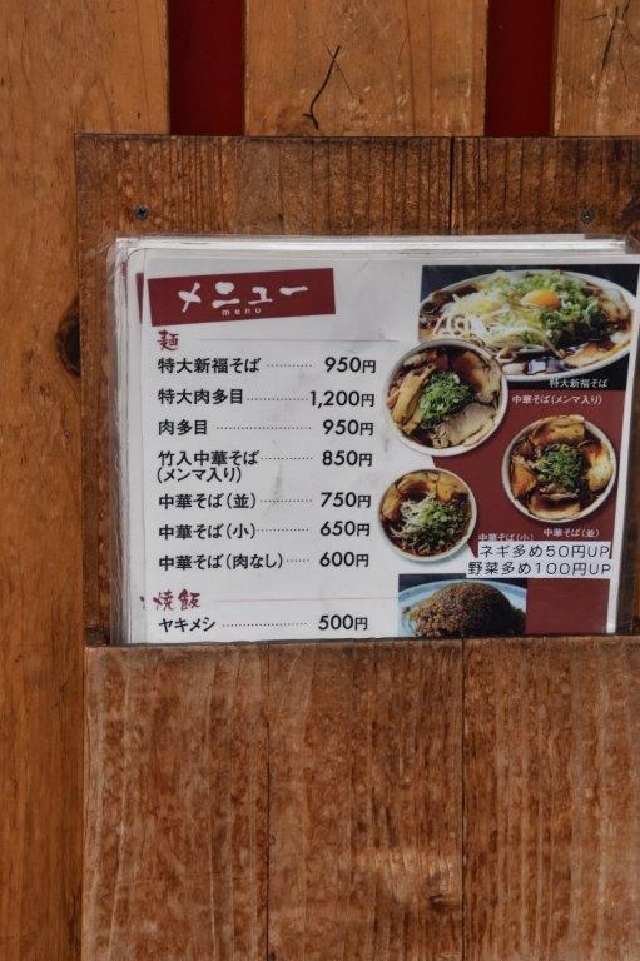 メニュー
MENU
麺
特大新福そば 950円
特大肉多目 1,200円
肉多目 950円
竹入中華そば 850円
(メンマ入り)
中華そば(並) 750円
中華そば(小) 650円
中華そば(肉なし) 600円
焼飯
ヤキメシ 500円
特大新福そば
中華そば(メンマ入り)
中華そば(並)
中華そば(小)
ネギ多め50円UP
野菜多め100円UP